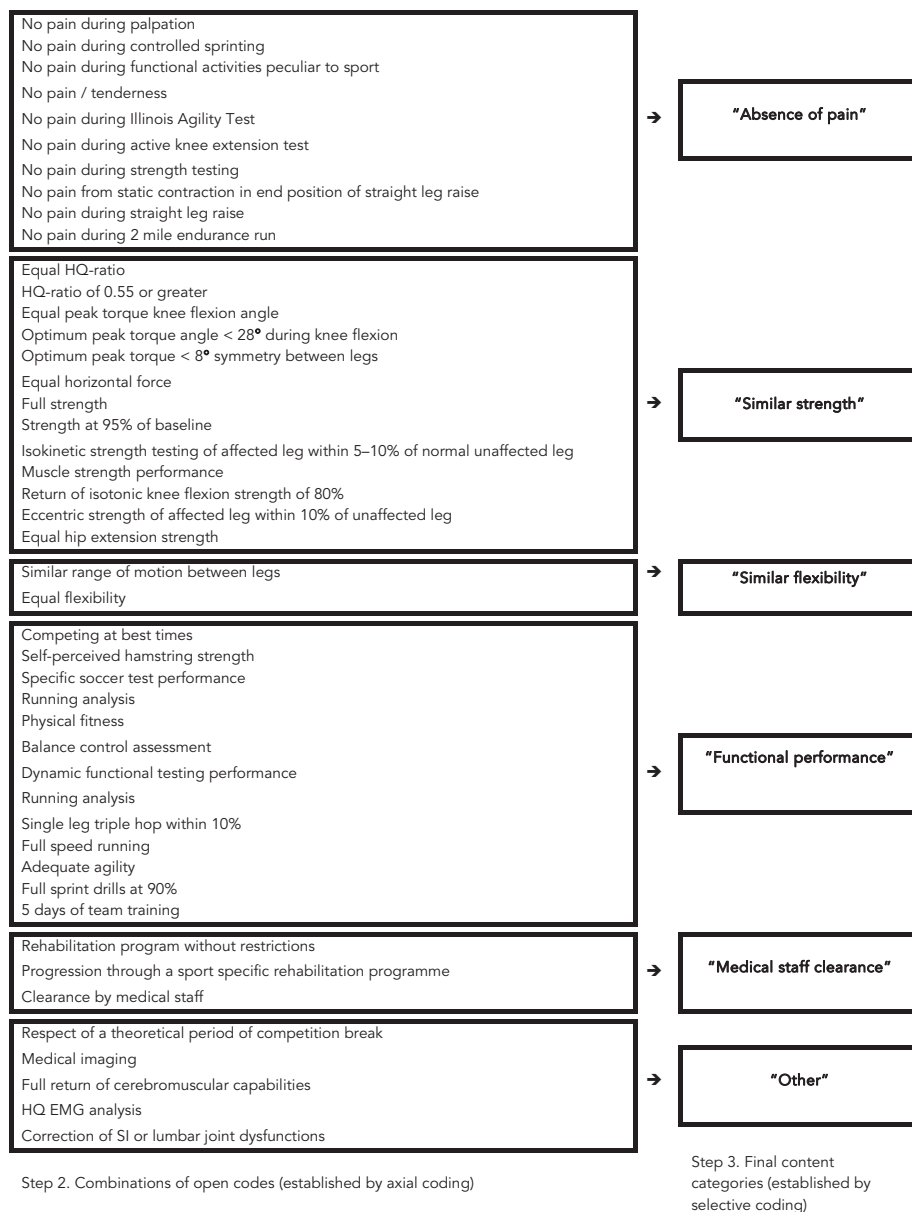 No pain during palpation
No pain during controlled sprinting
No pain during functional activities peculiar to sport
No pain / tenderness
No pain during Illinois Agility Test
No pain during active knee extension test
No pain during strength testing
No pain from static contraction in end position of straight leg raise
No pain during straight leg raise
No pain during 2 mile endurance run
➔
“Absence of pain”
Equal HQ-ratio
HQ-ratio of 0.55 or greater
Equal peak torque knee flexion angle
Optimum peak torque angle < 28° during knee flexion
Optimum peak torque < 8° symmetry between legs
Equal horizontal force
Full strength
Strength at 95% of baseline
Isokinetic strength testing of affected leg within 5–10% of normal unaffected leg
Muscle strength performance
Return of isotonic knee flexion strength of 80%
Eccentric strength of affected leg within 10% of unaffected leg
Equal hip extension strength
➔
“Similar strength”
Similar range of motion between legs
Equal flexibility
➔
“Similar flexibility”
Competing at best times
Self-perceived hamstring strength
Specific soccer test performance
Running analysis
Physical fitness
Balance control assessment
Dynamic functional testing performance
Running analysis
Single leg triple hop within 10%
Full speed running
Adequate agility
Full sprint drills at 90%
5 days of team training
➔
“Functional performance”
Rehabilitation program without restrictions
Progression through a sport specific rehabilitation programme
Clearance by medical staff
➔
“Medical staff clearance”
Respect of a theoretical period of competition break
Medical imaging
Full return of cerebromuscular capabilities
HQ EMG analysis
Correction of SI or lumbar joint dysfunctions
➔
“Other”
Step 2. Combinations of open codes (established by axial coding)
Step 3. Final content
categories (established by
selective coding)